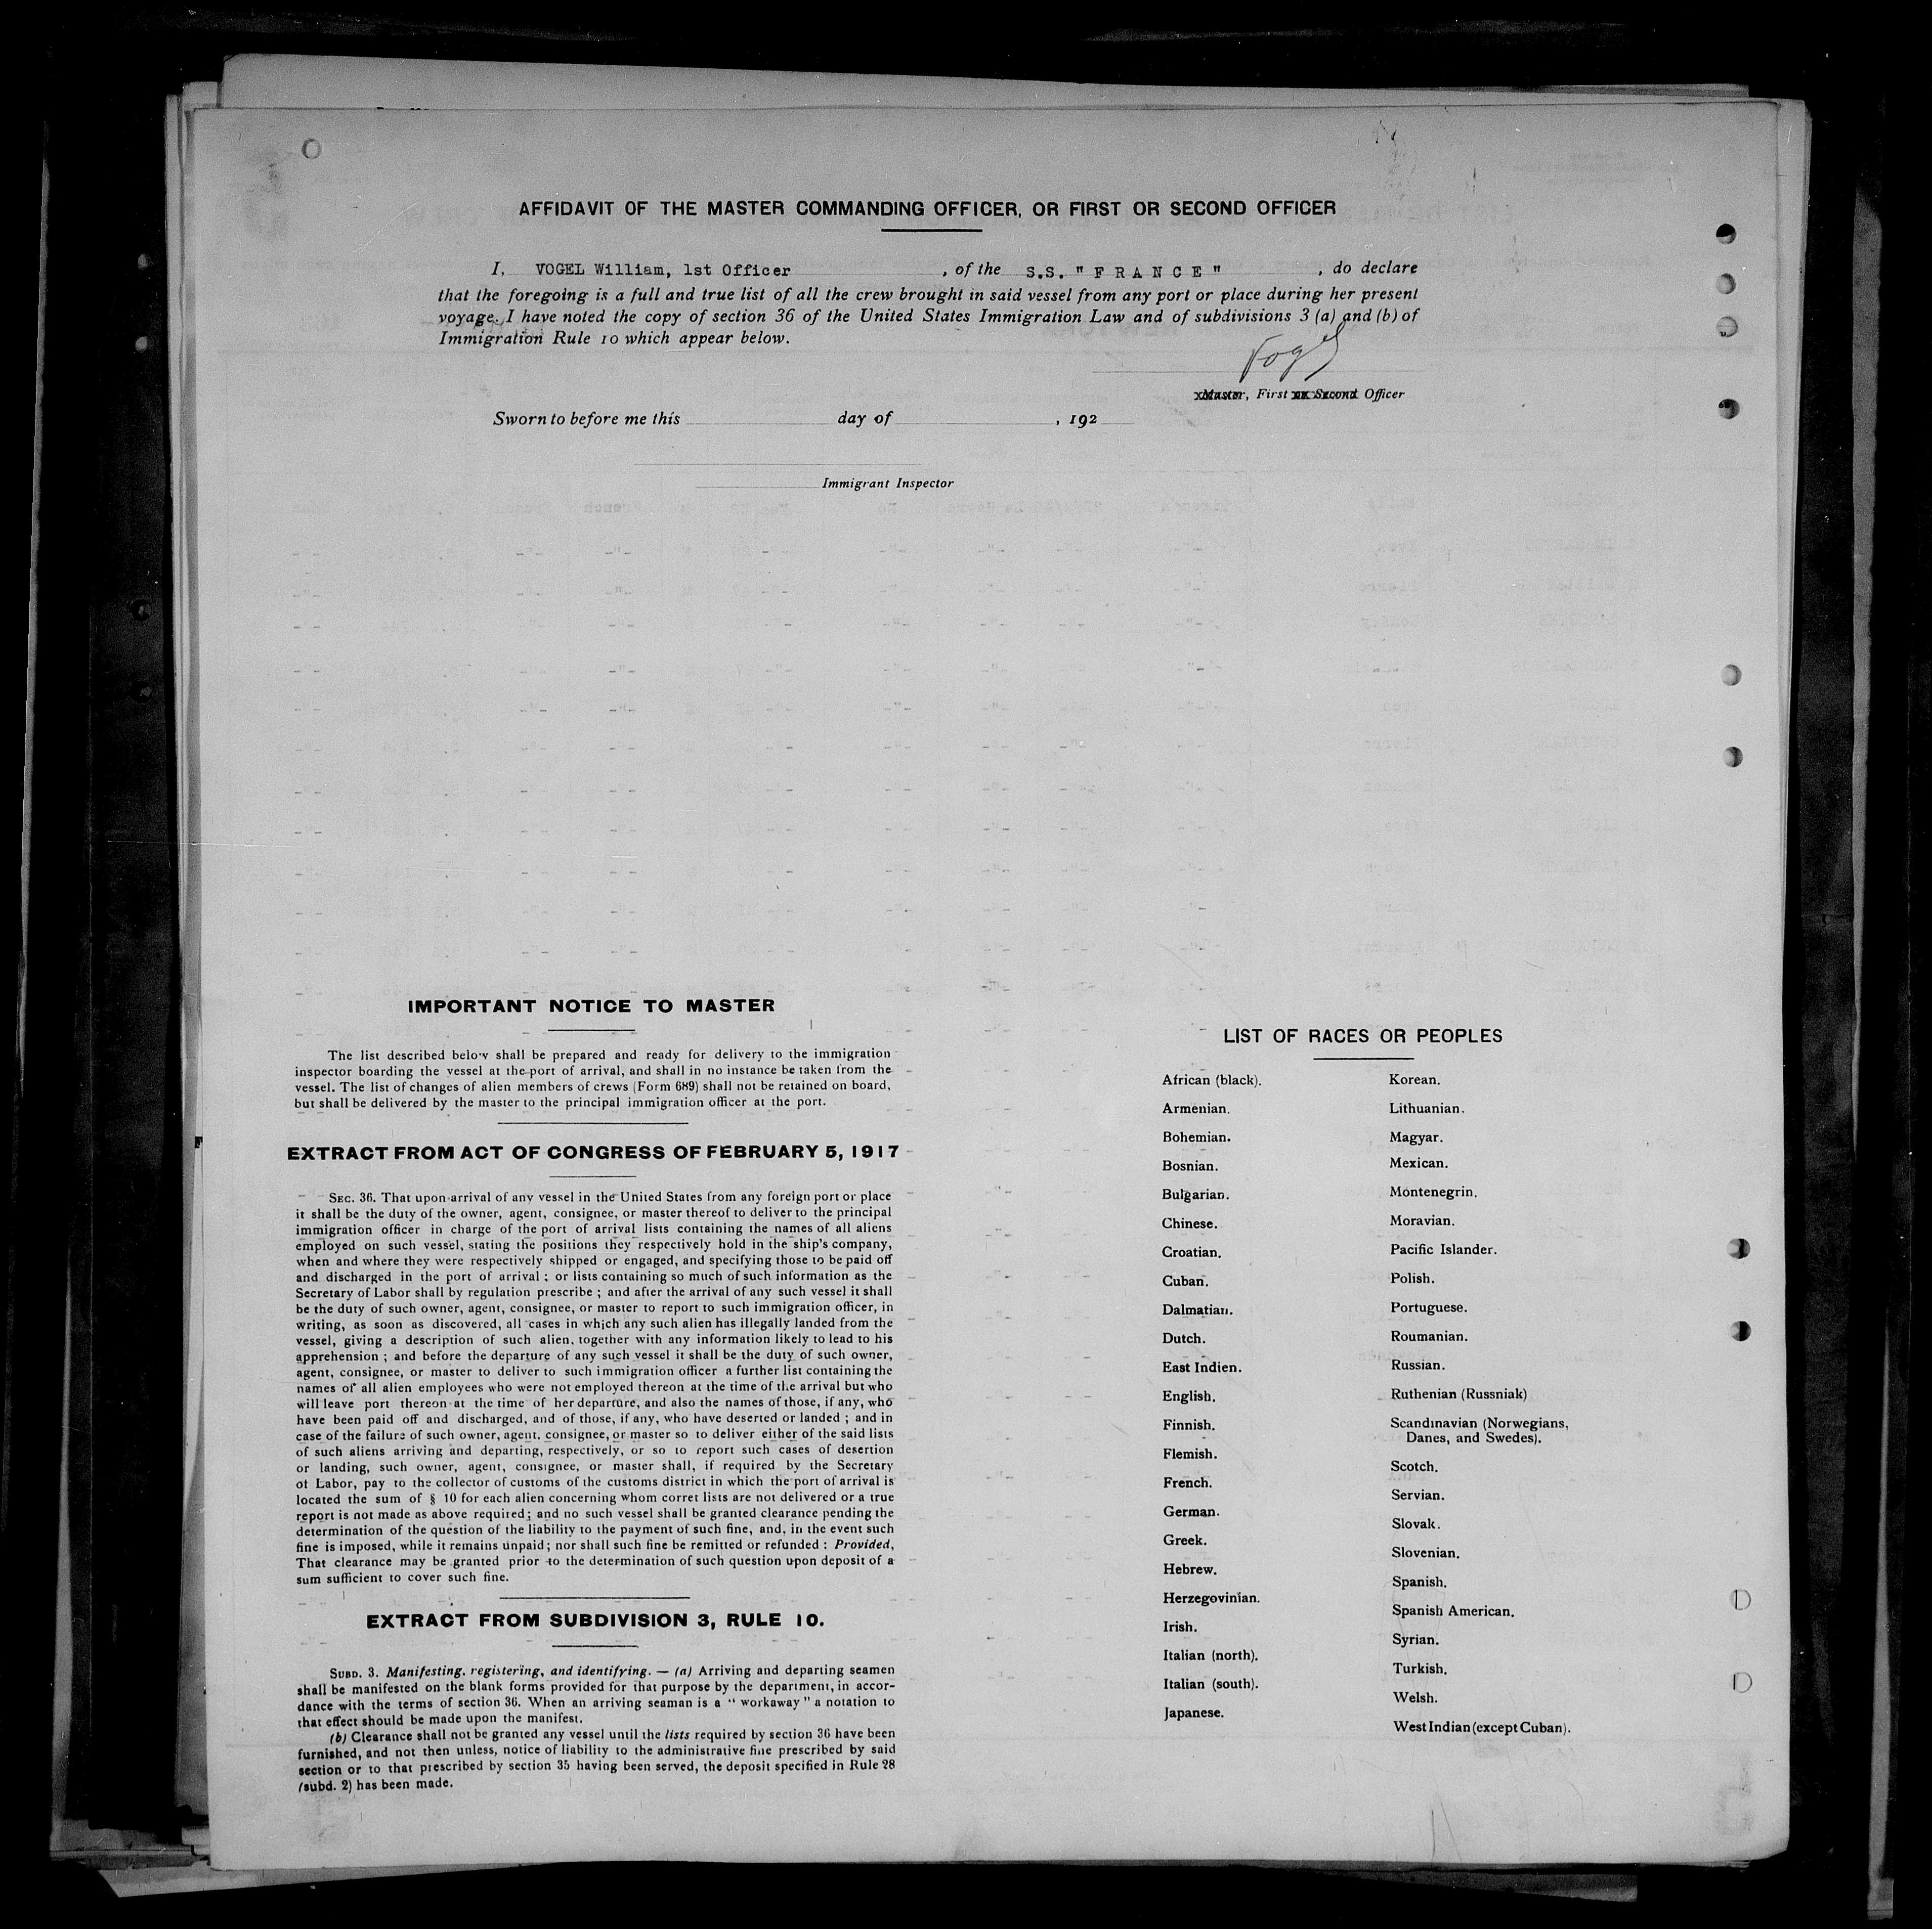 AFFIDAVIT OF THE MASTER COMMANDING OFFICER, OR FIRST OR SECOND OFFICER
I, VOGEL William, 1st Officer , of the S.S. " F R A N C E " , do declare
that the foregoing is a full and true list of all the crew brought in said vessel from any port or place during her present
voyage. I have noted the copy of section 36 of the United States Immigration Law and of subdivisions 3 (a) and (b) of
Immigration Rule 10 which appear below.
Vogel
Master, First or Second Officer
Sworn to before me this day of , 192
Immigrant Inspector
IMPORTANT NOTICE TO MASTER
The list described below shall be prepared and ready for delivery to the immigration
inspector boarding the vessel at the port of arrival, and shall in no instance be taken from the
vessel. The list of changes of alien members of crews (Form 689) shall not be retained on board,
but shall be delivered by the master to the principal immigration officer at the port.
EXTRACT FROM ACT OF CONGRESS OF FEBRUARY 5, 1917
SEC. 36. That upon arrival of any vessel in the United States from any foreign port or place
it shall be the duty of the owner, agent, consignee, or master thereof to deliver to the principal
immigration officer in charge of the port of arrival lists containing the names of all aliens
employed on such vessel, stating the positions they respectively hold in the ship's company,
when and where they were respectively shipped or engaged, and specifying those to be paid off
and discharged in the port of arrival ; or lists containing so much of such information as the
Secretary of Labor shall by regulation prescribe ; and after the arrival of any such vessel it shall
be the duty of such owner, agent, consignee, or master to report to such immigration officer, in
writing, as soon as discovered, all cases in which any such alien has illegally landed from the
vessel, giving a description of such alien, together with any information likely to lead to his
apprehension ; and before the departure of any such vessel it shall be the duty of such owner,
agent, consignee, or master to deliver to such immigration officer a further list containing the
names of all alien employees who were not employed thereon at the time of the arrival but who
will leave port thereon at the time of her departure, and also the names of those, if any, who
have been paid off and discharged, and of those, if any, who have deserted or landed ; and in
case of the failure of such owner, agent, consignee, or master so to deliver either of the said lists
of such aliens arriving and departing, respectively, or so to report such cases of desertion
or landing, such owner, agent, consignee, or master shall, if required by the Secretary
of Labor, pay to the collector of customs of the customs district in which the port of arrival is
located the sum of § 10 for each alien concerning whom corret lists are not delivered or a true
report is not made as above required ; and no such vessel shall be granted clearance pending the
determination of the question of the liability to the payment of such fine, and, in the event such
fine is imposed, while it remains unpaid ; nor shall such fine be remitted or refunded : Provided,
That clearance may be granted prior to the determination of such question upon deposit of a
sum sufficient to cover such fine.
EXTRACT FROM SUBDIVISION 3, RULE 10.
SUBD. 3. Manifesting, registering, and identifying. — (a) Arriving and departing seamen
shall be manifested on the blank forms provided for that purpose by the department, in accor-
dance with the terms of section 36. When an arriving seaman is a " workaway " a notation to
that effect should be made upon the manifest.
(b) Clearance shall not be granted any vessel until the lists required by section 36 have been
furnished, and not then unless, notice of liability to the administrative fine prescribed by said
section or to that prescribed by section 35 having been served, the deposit specified in Rule 28
(subd. 2) has been made.
LIST OF RACES OR PEOPLES
African (black).
Armenian.
Bohemian.
Bosnian.
Bulgarian.
Chinese.
Croatian.
Cuban.
Dalmatian.
Dutch.
East Indien.
English.
Finnish.
Flemish.
French.
German.
Greek.
Hebrew.
Herzegovinian.
Irish.
Italian (north).
Italian (south).
Japanese.
Korean.
Lithuanian.
Magyar.
Mexican.
Montenegrin.
Moravian.
Pacific Islander.
Polish.
Portuguese.
Roumanian.
Russian.
Ruthenian (Russniak)
Scandinavian (Norwegians,
Danes, and Swedes).
Scotch.
Servian.
Slovak.
Slovenian.
Spanish.
Spanish American.
Syrian.
Turkish.
Welsh.
West Indian (except Cuban).